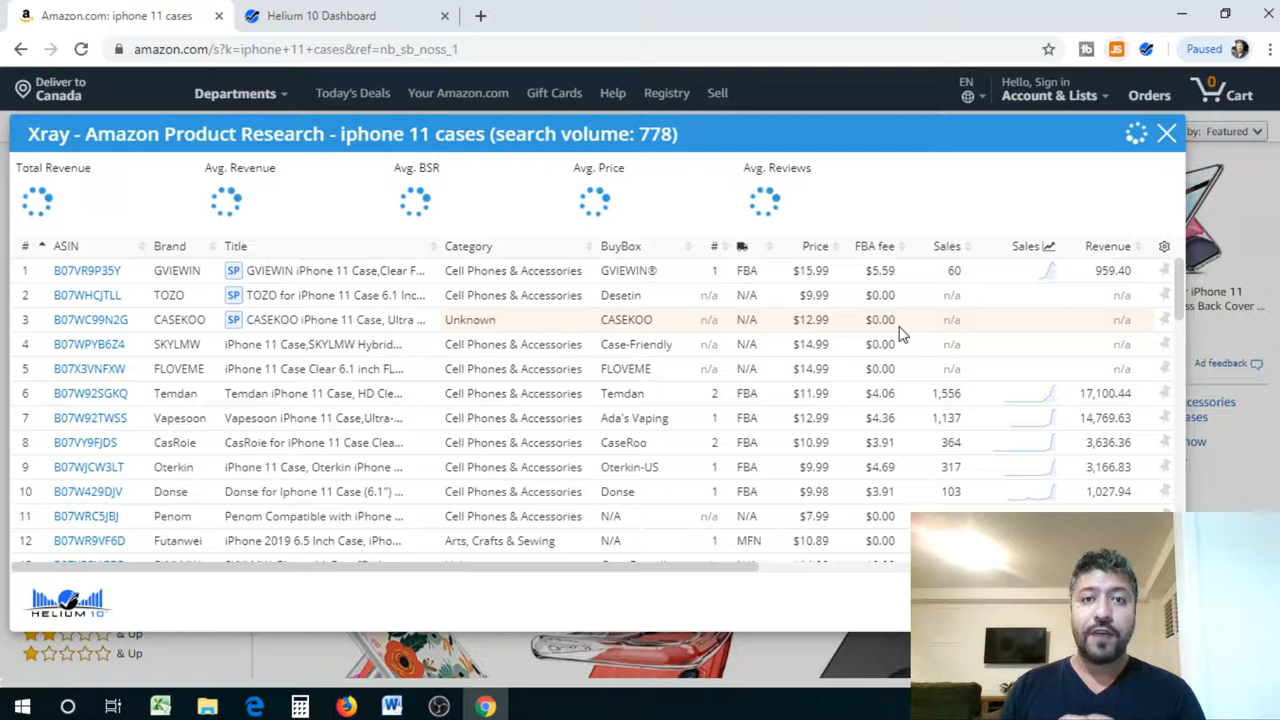 Amazon.com: iphone 11 cases
Helium 10 Dashboard
amazon.com/s?k=iphone+11+cases&ref=nb_sb_noss_1
Paused
Deliver to
Canada
Departments
Today's Deals
Your Amazon.com
Gift Cards
Help
Registry
Sell
EN
Hello, Sign in
Account & Lists
Orders
0
Cart
Xray - Amazon Product Research - iphone 11 cases (search volume: 778)
by: Featured
Total Revenue
Avg. Revenue
Avg. BSR
Avg. Price
Avg. Reviews
# ASIN Brand Title Category BuyBox # Price FBA fee Sales Sales Revenue
1 B07VR9P35Y GVIEWIN SP GVIEWIN iPhone 11 Case,Clear F... Cell Phones & Accessories GVIEWIN® 1 FBA $15.99 $5.59 60 959.40
2 B07WHCJTLL TOZO SP TOZO for iPhone 11 Case 6.1 Inc... Cell Phones & Accessories Desetin n/a N/A $9.99 $0.00 n/a n/a
3 B07WC99N2G CASEKOO SP CASEKOO iPhone 11 Case, Ultra ... Unknown CASEKOO n/a N/A $12.99 $0.00 n/a n/a
4 B07WPYB6Z4 SKYLMW iPhone 11 Case,SKYLMW Hybrid... Cell Phones & Accessories Case-Friendly n/a N/A $14.99 $0.00 n/a n/a
5 B07X3VNFXW FLOVEME iPhone 11 Case Clear 6.1 inch FL... Cell Phones & Accessories FLOVEME n/a N/A $14.99 $0.00 n/a n/a
6 B07W92SGKQ Temdan Temdan iPhone 11 Case, HD Cle... Cell Phones & Accessories Temdan 2 FBA $11.99 $4.06 1,556 17,100.44
7 B07W92TWSS Vapesoon Vapesoon iPhone 11 Case,Ultra-... Cell Phones & Accessories Ada's Vaping 1 FBA $12.99 $4.36 1,137 14,769.63
8 B07VY9FJDS CasRoie CasRoie for iPhone 11 Case Clea... Cell Phones & Accessories CaseRoo 2 FBA $10.99 $3.91 364 3,636.36
9 B07WJCW3LT Oterkin iPhone 11 Case, Oterkin iPhone ... Cell Phones & Accessories Oterkin-US 1 FBA $9.99 $4.69 317 3,166.83
10 B07W429DJV Donse Donse for Iphone 11 Case (6.1") ... Cell Phones & Accessories Donse 1 FBA $9.98 $3.91 103 1,027.94
11 B07WRC5JBJ Penom Penom Compatible with iPhone ... Cell Phones & Accessories N/A n/a N/A $7.99 $0.00
12 B07WR9VF6D Futanwei iPhone 2019 6.5 Inch Case, iPho... Arts, Crafts & Sewing N/A 1 MFN $10.89 $0.00
r iPhone 11
ss Back Cover ...
Ad feedback
ccessories
ases
now
HELIUM 10
& Up
& Up